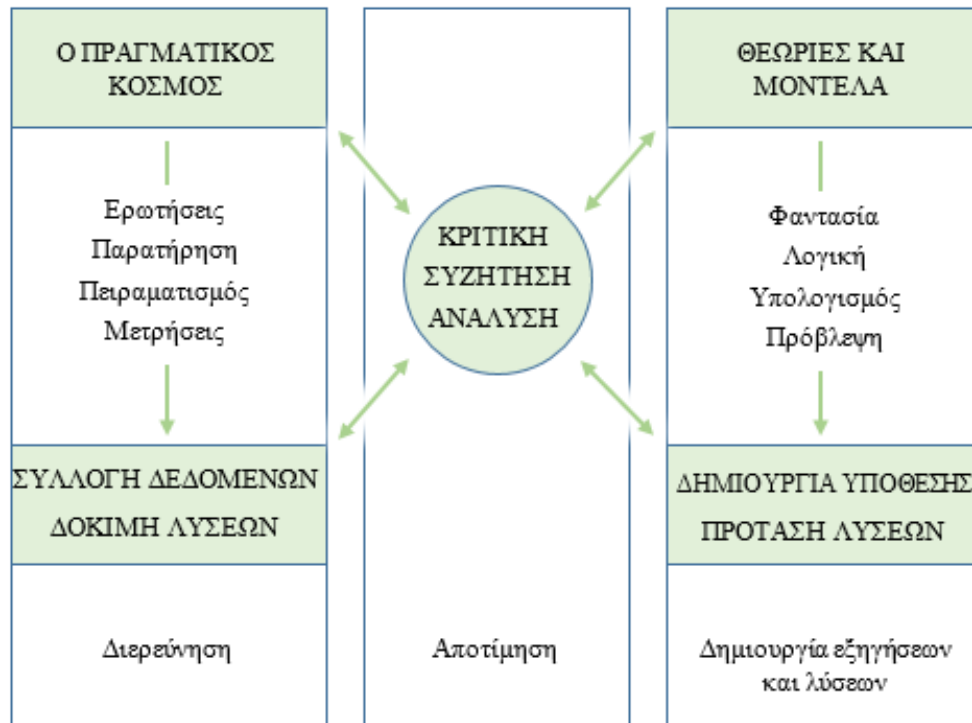 Ο ΠΡΑΓΜΑΤΙΚΟΣ
ΚΟΣΜΟΣ
Ερωτήσεις
Παρατήρηση
Πειραματισμός
Μετρήσεις
ΣΥΛΛΟΓΗ ΔΕΔΟΜΕΝΩΝ
ΔΟΚΙΜΗ ΛΥΣΕΩΝ
Διερεύνηση
ΚΡΙΤΙΚΗ
ΣΥΖΗΤΗΣΗ
ΑΝΑΛΥΣΗ
Αποτίμηση
ΘΕΩΡΙΕΣ ΚΑΙ
ΜΟΝΤΕΛΑ
Φαντασία
Λογική
Υπολογισμός
Πρόβλεψη
ΔΗΜΙΟΥΡΓΙΑ ΥΠΟΘΕΣΗΣ
ΠΡΟΤΑΣΗ ΛΥΣΕΩΝ
Δημιουργία εξηγήσεων
και λύσεων